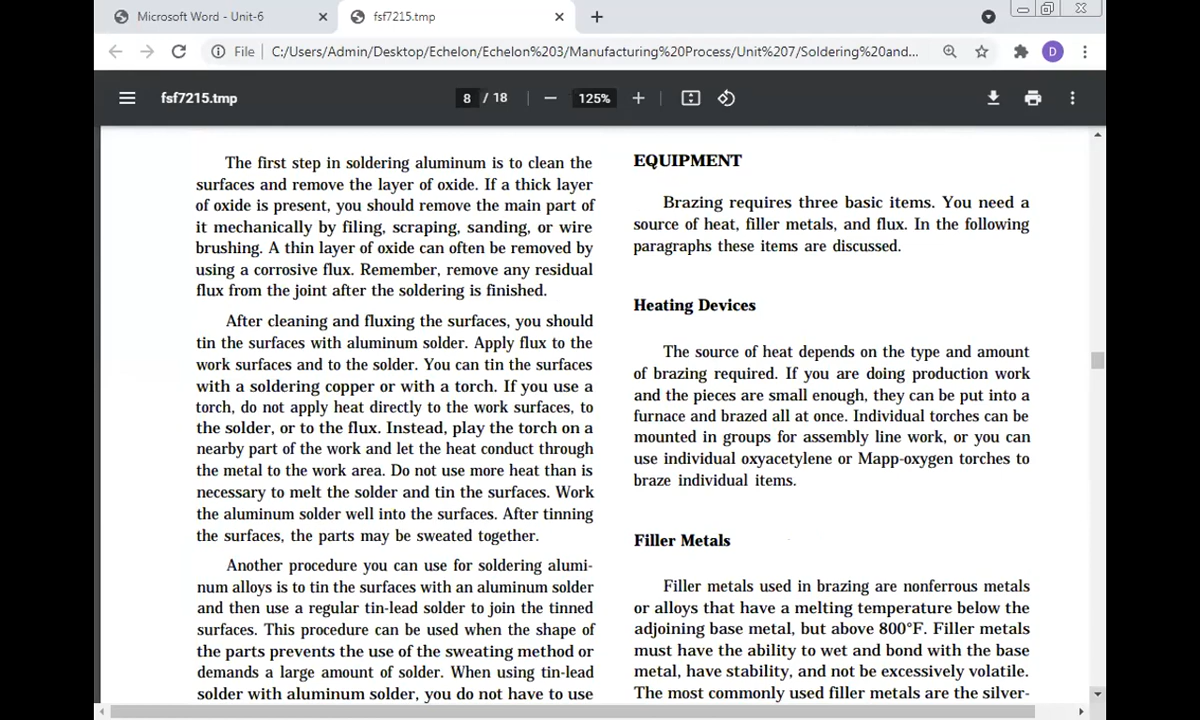 Microsoft Word - Unit-6
fsf7215.tmp
File
C:/Users/Admin/Desktop/Echelon/Echelon%203/Manufacturing%20Process/Unit%207/Soldering%20and...
D
fsf7215.tmp
8 / 18
125%
The first step in soldering aluminum is to clean the
surfaces and remove the layer of oxide. If a thick layer
of oxide is present, you should remove the main part of
it mechanically by filing, scraping, sanding, or wire
brushing. A thin layer of oxide can often be removed by
using a corrosive flux. Remember, remove any residual
flux from the joint after the soldering is finished.
After cleaning and fluxing the surfaces, you should
tin the surfaces with aluminum solder. Apply flux to the
work surfaces and to the solder. You can tin the surfaces
with a soldering copper or with a torch. If you use a
torch, do not apply heat directly to the work surfaces, to
the solder, or to the flux. Instead, play the torch on a
nearby part of the work and let the heat conduct through
the metal to the work area. Do not use more heat than is
necessary to melt the solder and tin the surfaces. Work
the aluminum solder well into the surfaces. After tinning
the surfaces, the parts may be sweated together.
Another procedure you can use for soldering alumi-
num alloys is to tin the surfaces with an aluminum solder
and then use a regular tin-lead solder to join the tinned
surfaces. This procedure can be used when the shape of
the parts prevents the use of the sweating method or
demands a large amount of solder. When using tin-lead
solder with aluminum solder, you do not have to use
EQUIPMENT
Brazing requires three basic items. You need a
source of heat, filler metals, and flux. In the following
paragraphs these items are discussed.
Heating Devices
The source of heat depends on the type and amount
of brazing required. If you are doing production work
and the pieces are small enough, they can be put into a
furnace and brazed all at once. Individual torches can be
mounted in groups for assembly line work, or you can
use individual oxyacetylene or Mapp-oxygen torches to
braze individual items.
Filler Metals
Filler metals used in brazing are nonferrous metals
or alloys that have a melting temperature below the
adjoining base metal, but above 800°F. Filler metals
must have the ability to wet and bond with the base
metal, have stability, and not be excessively volatile.
The most commonly used filler metals are the silver-